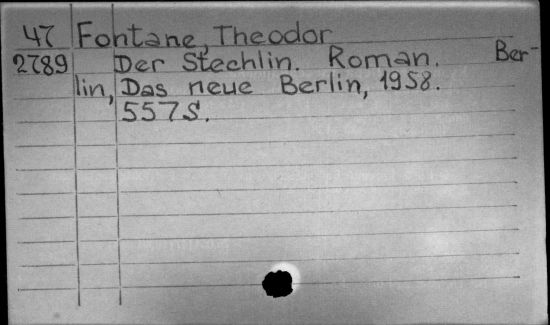 47 Fontane, Theodor
2789 Der Stechlin. Roman. Ber-
lin, Das neue Berlin, 1958.
557 S.